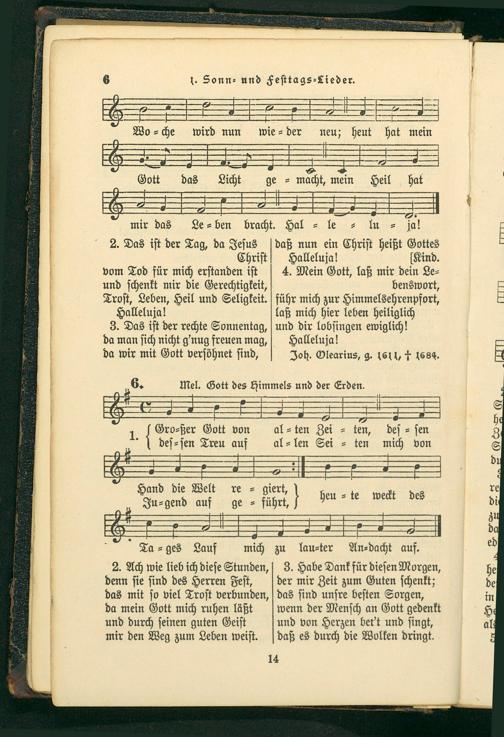 6
1. Sonn- und Festtags-Lieder.
Wo-che wird nun wie-der neu; heut hat mein
Gott das Licht ge-macht, mein Heil hat
mir das Le-ben bracht. Hal-le-lu-ja!
2. Das ist der Tag, da Jesus
Christ
vom Tod für mich erstanden ist
und schenkt mir die Gerechtigkeit,
Trost, Leben, Heil und Seligkeit.
Halleluja!
3. Das ist der rechte Sonnentag,
da man sich nicht g'nug freuen mag,
da wir mit Gott versöhnet sind,
daß nun ein Christ heißt Gottes
Halleluja! [Kind.
4. Mein Gott, laß mir dein Le-
benswort,
führ mich zur Himmelsehrenpfort,
laß mich hier leben heiliglich
und dir lobsingen ewiglich!
Halleluja!
Joh. Olearius, g. 1611, † 1684.
6. Mel. Gott des Himmels und der Erden.
1. { Gro-ßer Gott von al-ten Zei-ten, des-sen
des-sen Treu auf al-len Sei-ten mich von
Hand die Welt re-giert, } heu-te weckt des
Ju-gend auf ge-führt, }
Ta-ges Lauf mich zu lau-ter An-dacht auf.
2. Ach wie lieb ich diese Stunden,
denn sie sind des Herren Fest,
das mit so viel Trost verbunden,
da mein Gott mich ruhen läßt
und durch seinen guten Geist
mir den Weg zum Leben weist.
3. Habe Dank für diesen Morgen,
der mir Zeit zum Guten schenkt;
das sind unsre besten Sorgen,
wenn der Mensch an Gott gedenkt
und von Herzen bet't und singt,
daß es durch die Wolken dringt.
14